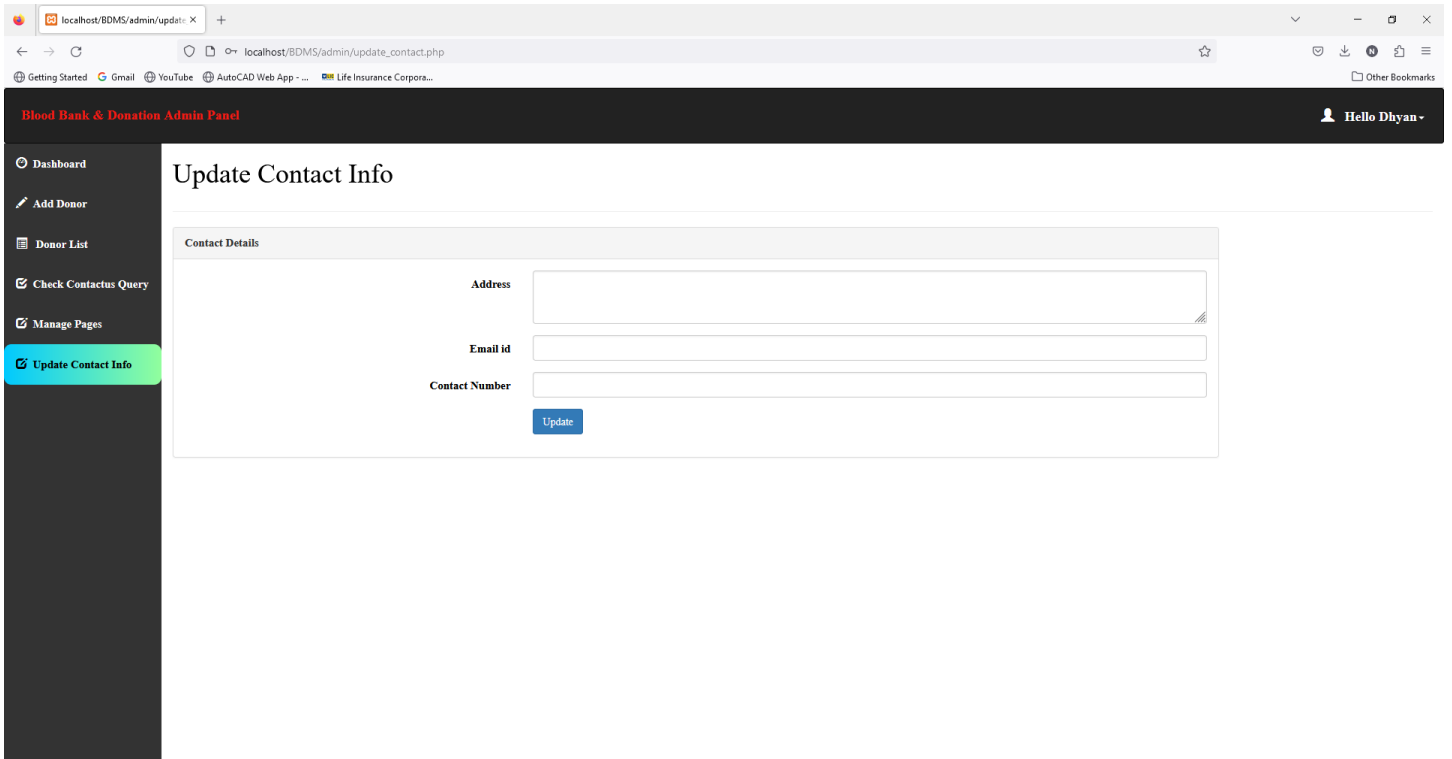 localhost/BDMS/admin/update
localhost/BDMS/admin/update_contact.php
Getting Started Gmail YouTube AutoCAD Web App - ... LIC Life Insurance Corpora... Other Bookmarks
Blood Bank & Donation Admin Panel Hello Dhyan
Dashboard
Update Contact Info
Add Donor
Donor List
Check Contactus Query
Manage Pages
Update Contact Info
Contact Details
Address
Email id
Contact Number
Update
N